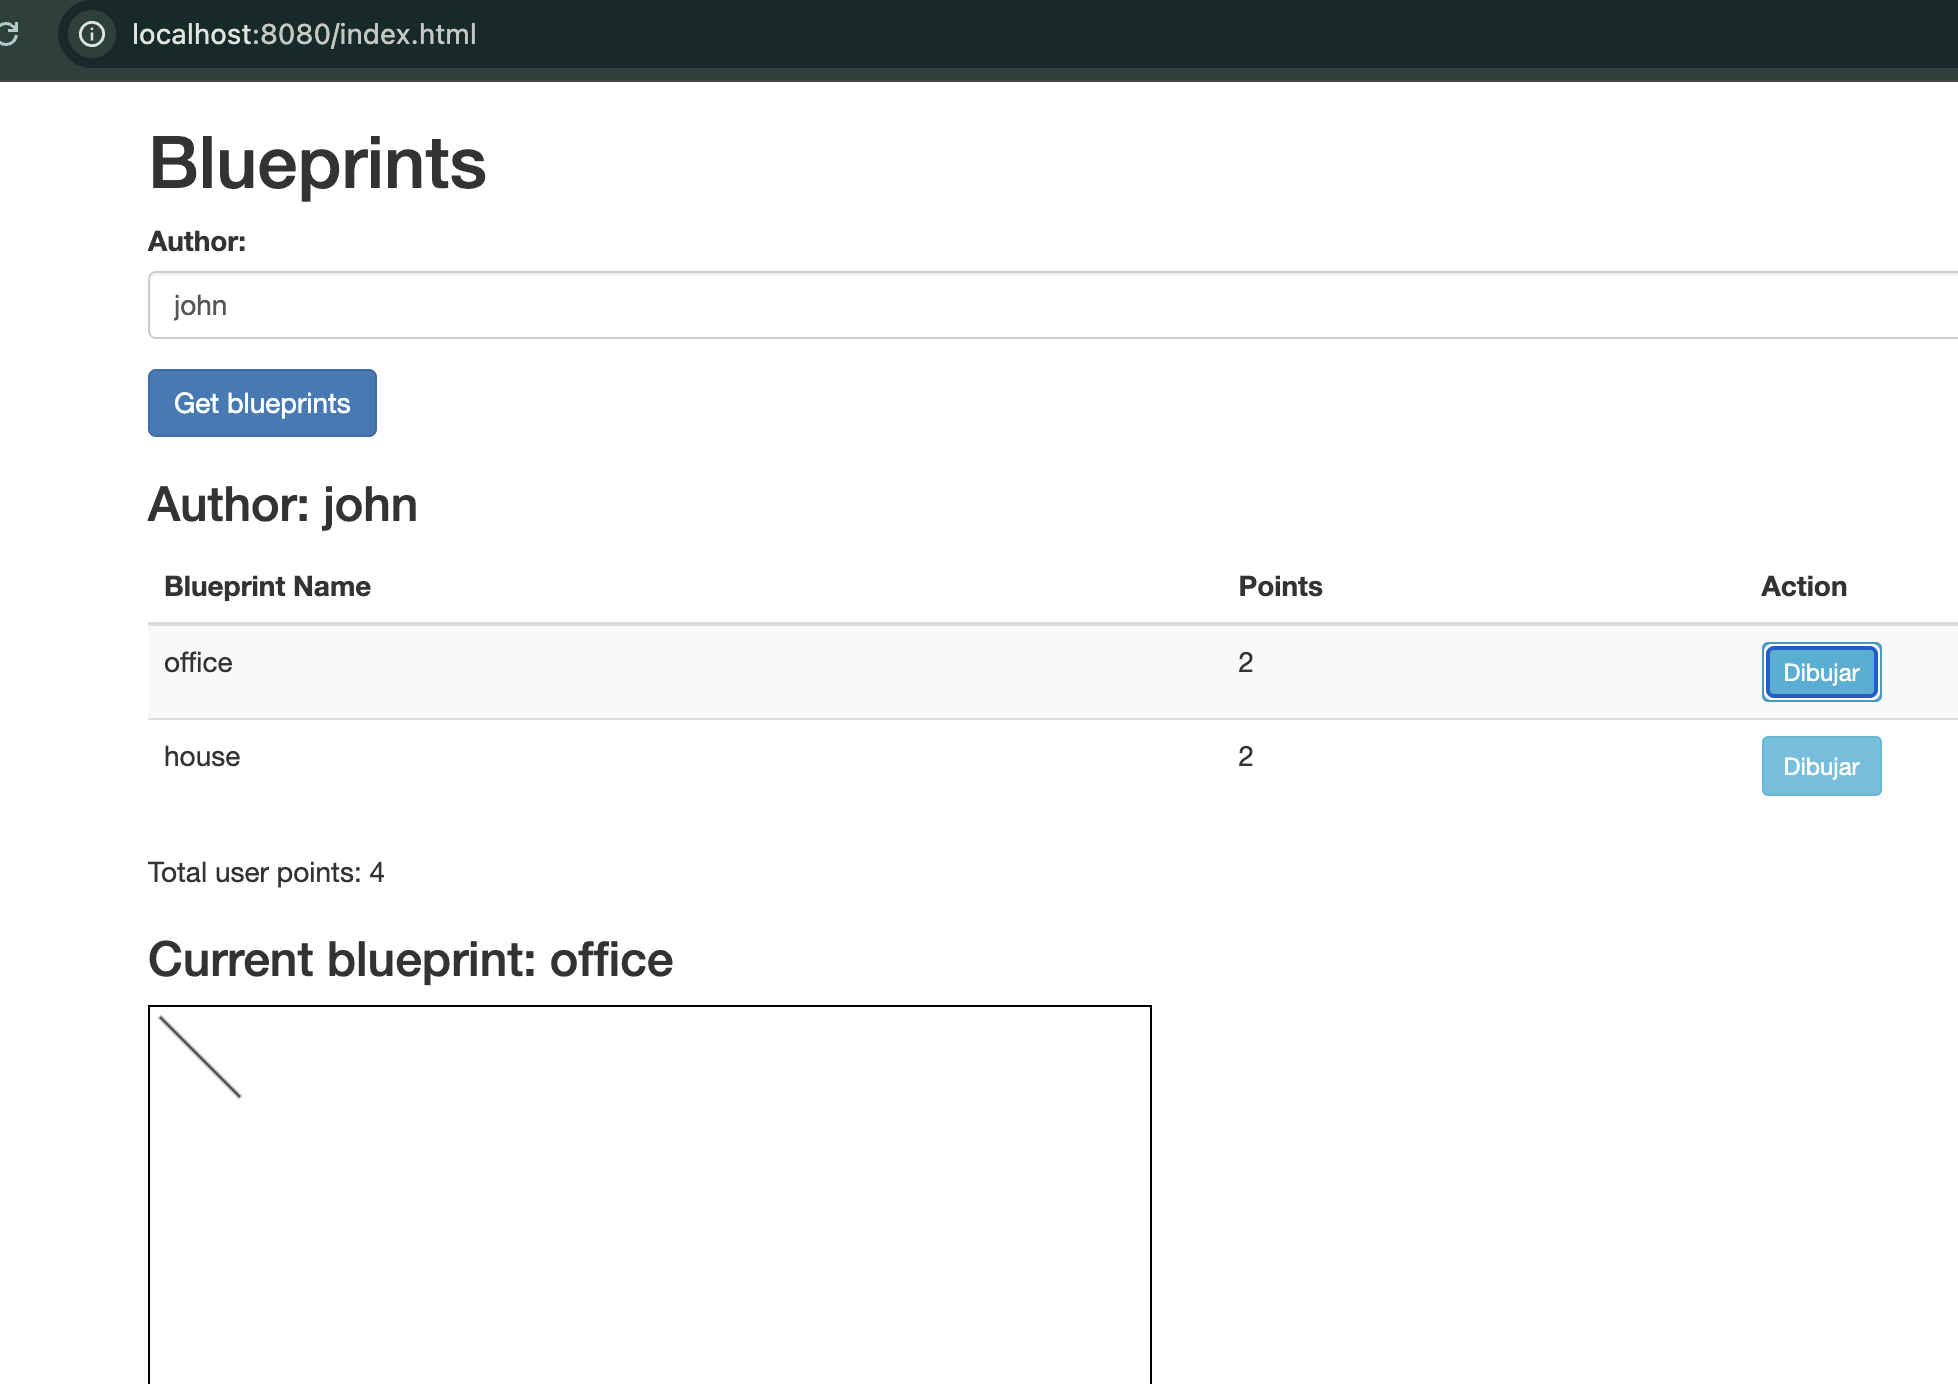 localhost:8080/index.html
Blueprints
Author:
john
Get blueprints
Author: john
Blueprint Name Points Action
office 2 Dibujar
house 2 Dibujar
Total user points: 4
Current blueprint: office